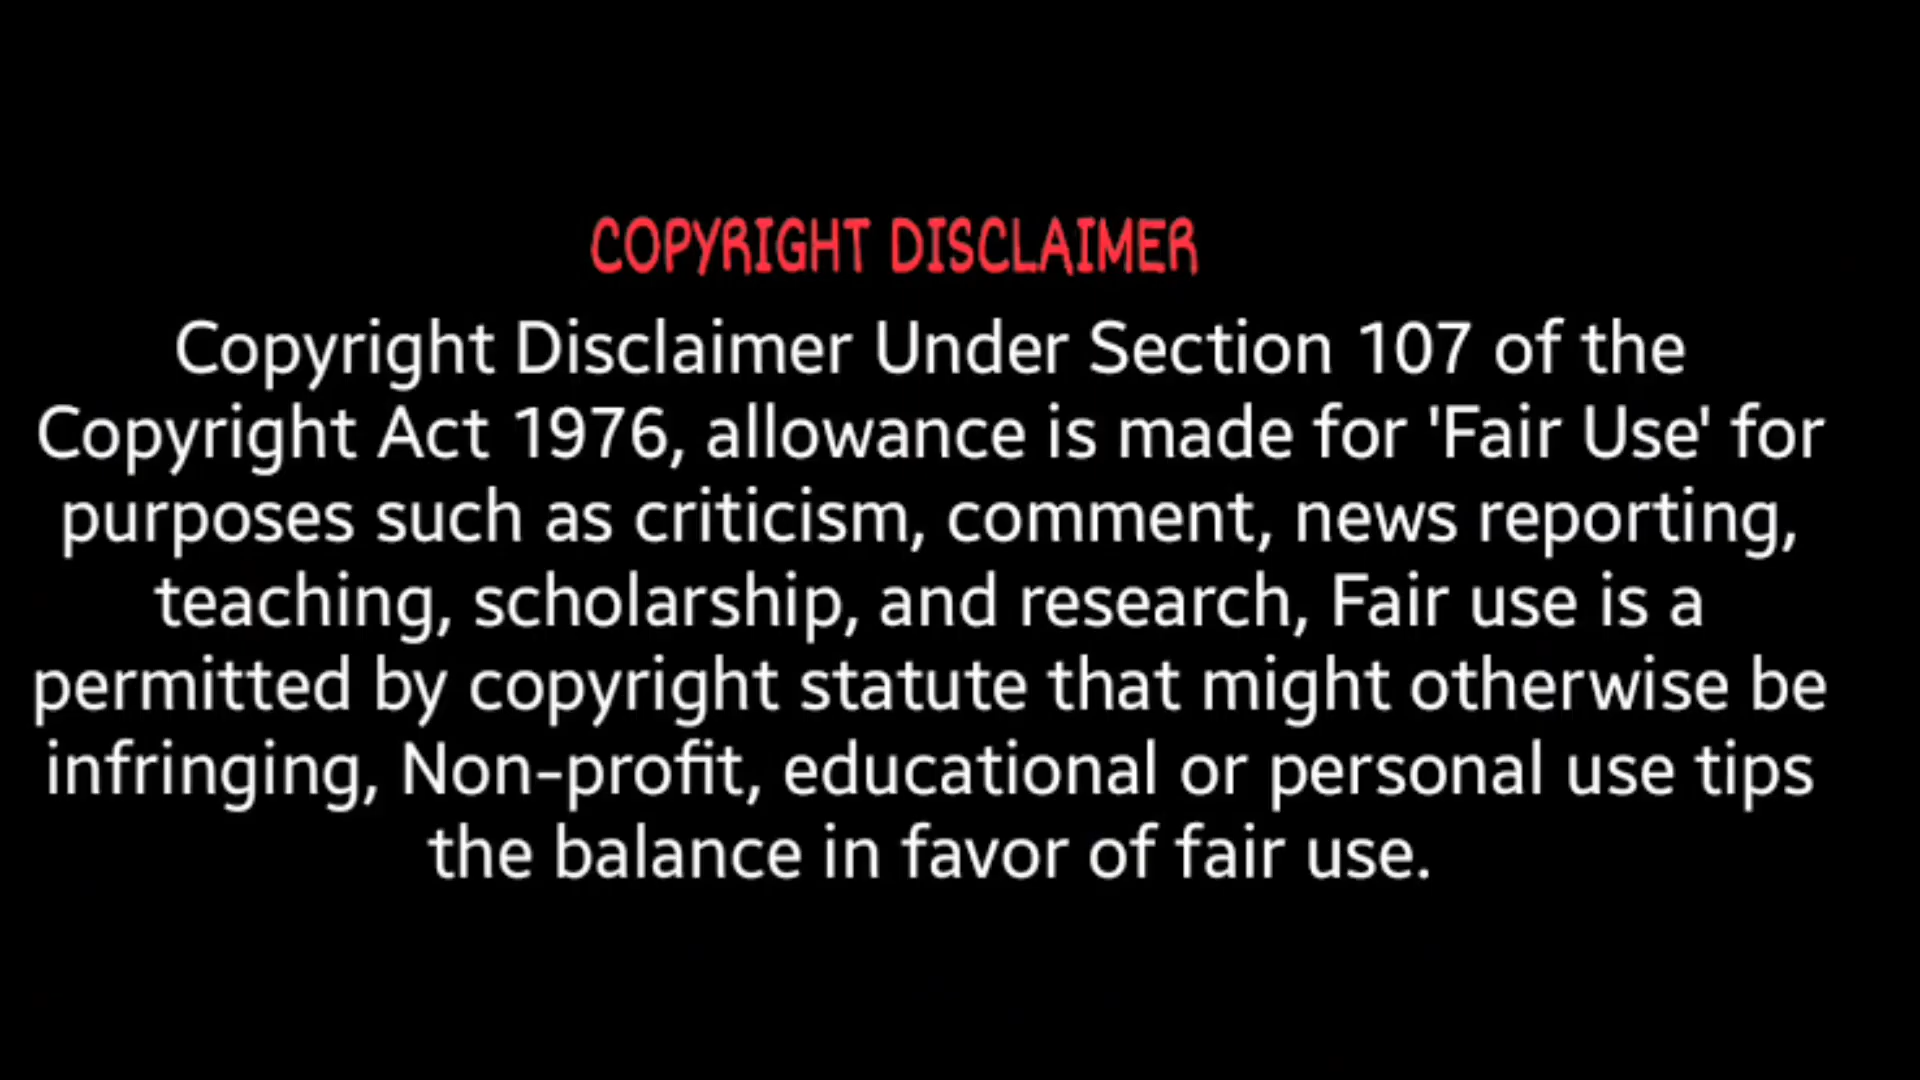 COPYRIGHT DISCLAIMER
Copyright Disclaimer Under Section 107 of the
Copyright Act 1976, allowance is made for 'Fair Use' for
purposes such as criticism, comment, news reporting,
teaching, scholarship, and research, Fair use is a
permitted by copyright statute that might otherwise be
infringing, Non-profit, educational or personal use tips
the balance in favor of fair use.